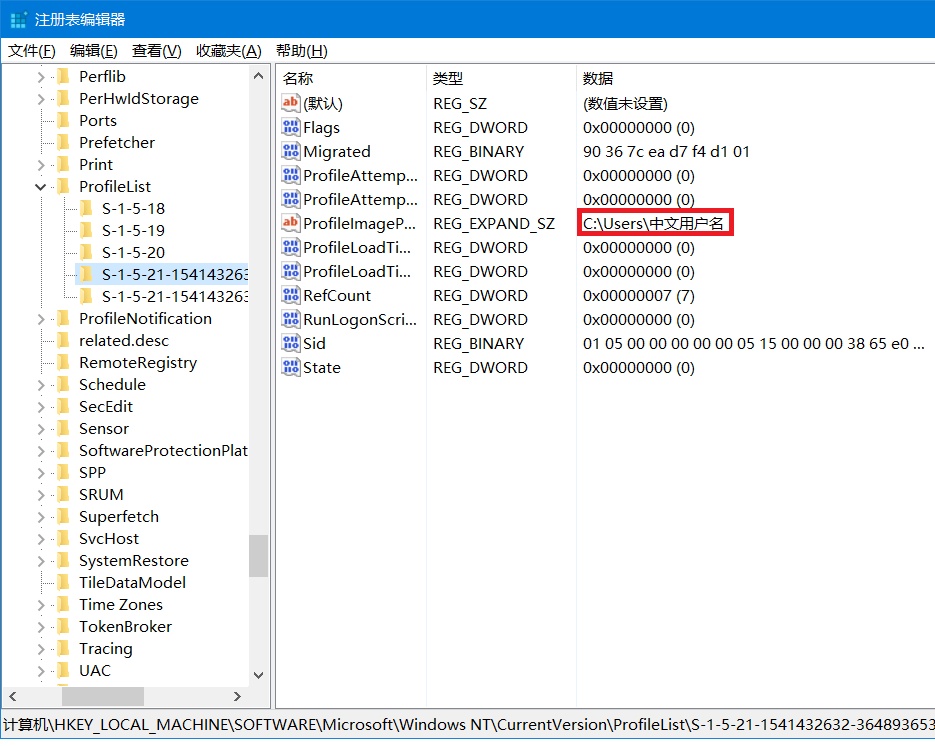 注册表编辑器
文件(F) 编辑(E) 查看(V) 收藏夹(A) 帮助(H)
Perflib
PerHwIdStorage
Ports
Prefetcher
Print
ProfileList
S-1-5-18
S-1-5-19
S-1-5-20
S-1-5-21-154143263
S-1-5-21-154143263
ProfileNotification
related.desc
RemoteRegistry
Schedule
SecEdit
Sensor
SoftwareProtectionPlat
SPP
SRUM
Superfetch
SvcHost
SystemRestore
TileDataModel
Time Zones
TokenBroker
Tracing
UAC
名称 类型 数据
(默认) REG_SZ (数值未设置)
Flags REG_DWORD 0x00000000 (0)
Migrated REG_BINARY 90 36 7c ea d7 f4 d1 01
ProfileAttemp... REG_DWORD 0x00000000 (0)
ProfileAttemp... REG_DWORD 0x00000000 (0)
ProfileImageP... REG_EXPAND_SZ C:\Users\中文用户名
ProfileLoadTi... REG_DWORD 0x00000000 (0)
ProfileLoadTi... REG_DWORD 0x00000000 (0)
RefCount REG_DWORD 0x00000007 (7)
RunLogonScri... REG_DWORD 0x00000000 (0)
Sid REG_BINARY 01 05 00 00 00 00 00 05 15 00 00 00 38 65 e0 ...
State REG_DWORD 0x00000000 (0)
计算机\HKEY_LOCAL_MACHINE\SOFTWARE\Microsoft\Windows NT\CurrentVersion\ProfileList\S-1-5-21-1541432632-364893653